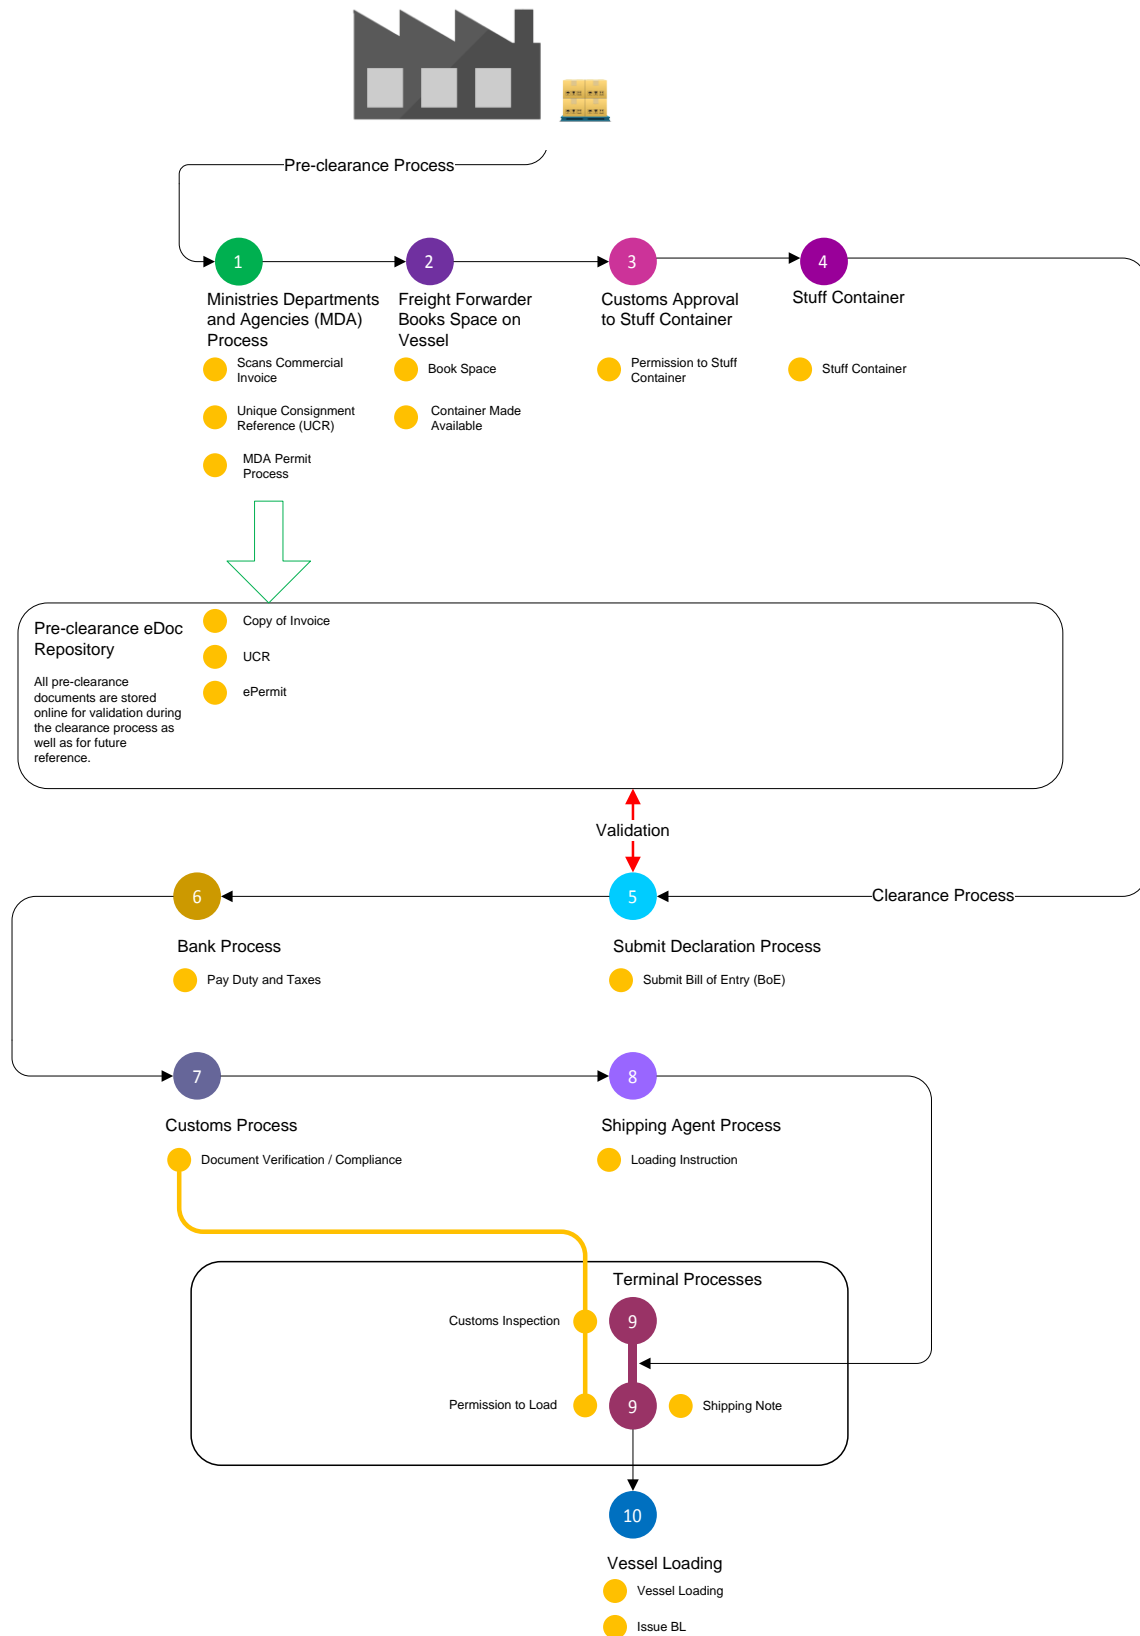 Pre-clearance Process
1
2
3
4
Ministries Departments
and Agencies (MDA)
Process
Scans Commercial
Invoice
Unique Consignment
Reference (UCR)
MDA Permit
Process
Freight Forwarder
Books Space on
Vessel
Book Space
Container Made
Available
Customs Approval
to Stuff Container
Permission to Stuff
Container
Stuff Container
Stuff Container
Pre-clearance eDoc
Repository
All pre-clearance
documents are stored
online for validation during
the clearance process as
well as for future
reference.
Copy of Invoice
UCR
ePermit
Validation
Clearance Process
5
Submit Declaration Process
Submit Bill of Entry (BoE)
6
Bank Process
Pay Duty and Taxes
7
Customs Process
Document Verification / Compliance
8
Shipping Agent Process
Loading Instruction
Terminal Processes
Customs Inspection
9
Permission to Load
9
Shipping Note
10
Vessel Loading
Vessel Loading
Issue BL